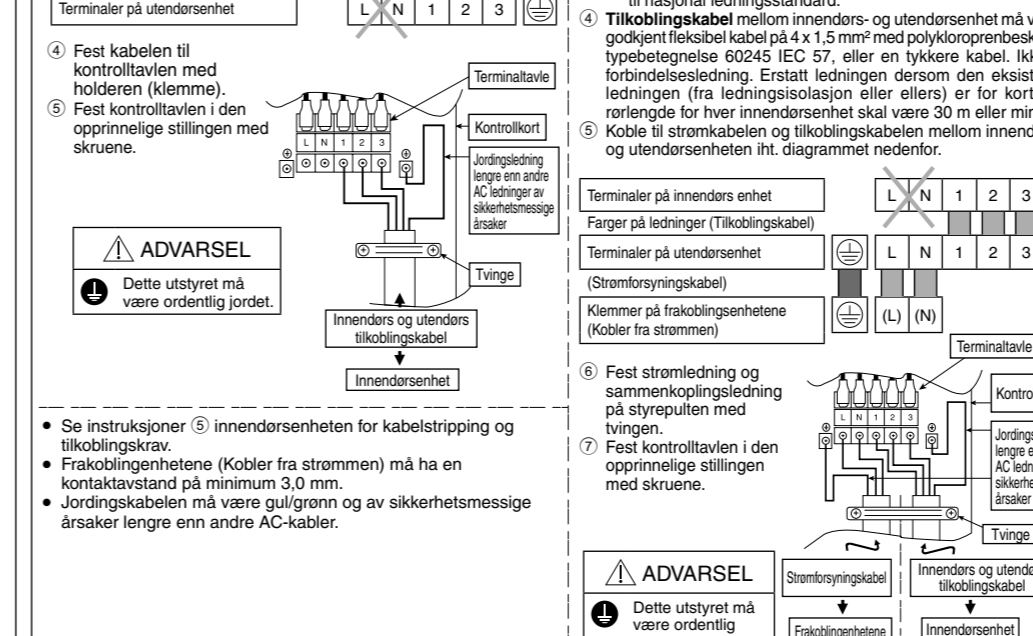 Terminaler på utendørsenhet
L N 1 2 3
④ Fest kabelen til
kontrolltavlen med
holderen (klemme).
⑤ Fest kontrolltavlen i den
opprinnelige stillingen med
skruene.
Terminaltavle
Kontrollkort
L N 1 2 3
Jordingsledning
lengre enn andre
AC ledninger av
sikkerhetsmessige
årsaker
ADVARSEL
Dette utstyret må
være ordentlig jordet.
Tvinge
Innendørs og utendørs
tilkoblingskabel
Innendørsenhet
• Se instruksjoner ⑤ innendørsenheten for kabelstripping og
tilkoblingskrav.
• Frakoblingenhetene (Kobler fra strømmen) må ha en
kontaktavstand på minimum 3,0 mm.
• Jordingskabelen må være gul/grønn og av sikkerhetsmessige
årsaker lengre enn andre AC-kabler.
til nasjonal ledningsstandard.
④ Tilkoblingskabel mellom innendørs- og utendørsenhet må v
godkjent fleksibel kabel på 4 x 1,5 mm² med polykloroprenbesk
typebetegnelse 60245 IEC 57, eller en tykkere kabel. Ikk
forbindelsesledning. Erstatt ledningen dersom den eksist
ledningen (fra ledningsisolasjon eller ellers) er for kort
rørlengde for hver innendørsenhet skal være 30 m eller min
⑤ Koble til strømkabelen og tilkoblingskabelen mellom innend
og utendørsenheten iht. diagrammet nedenfor.
Terminaler på innendørs enhet L N 1 2 3
Farger på ledninger (Tilkoblingskabel)
Terminaler på utendørsenhet L N 1 2 3
(Strømforsyningskabel)
Klemmer på frakoblingsenhetene (L) (N)
(Kobler fra strømmen)
⑥ Fest strømledning og
sammenkoplingsledning
på styrepulten med
tvingen.
⑦ Fest kontrolltavlen i den
opprinnelige stillingen
med skruene.
Terminaltavle
Kontro
L N 1 2 3
Jordings
lengre e
AC ledn
sikkerhe
årsaker
Tvinge
ADVARSEL
Dette utstyret må
være ordentlig
Strømforsyningskabel
Frakoblingenhetene
Innendørs og utendø
tilkoblingskabel
Innendørsenhet